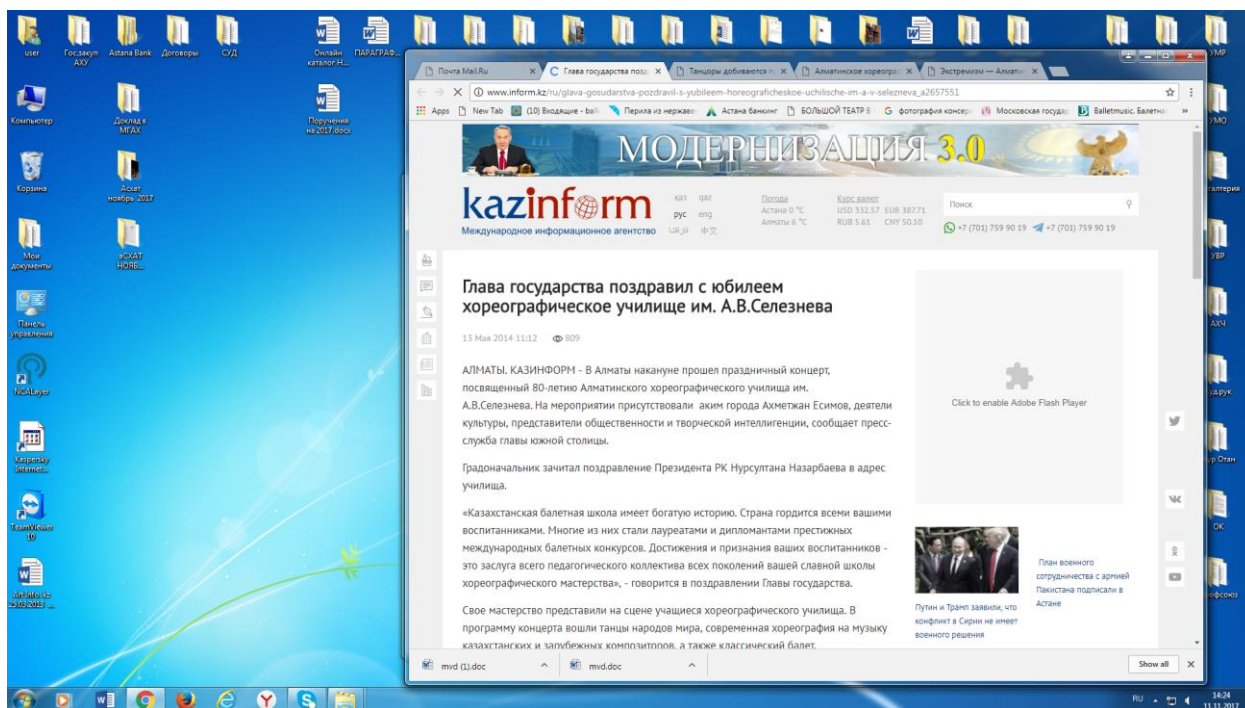 user
Гос.закуп АХУ
Astana Bank
Договоры
СУД
Онлайн каталог Н...
ПАРАГРАФ...
Компьютер
Доклад в МГАХ
Поручения на 2017.docx
Корзина
Асхат ноябрь 2017
Мои документы
аСХАТ НОЯБ...
Панель управления
NCALayer
Kaspersky Internet...
TeamViewer 10
УМР
УМО
УВР
АХЧ
ОК
Почта Mail.Ru
Глава государства позд
Танцоры добиваются
Алматинское хореогра
Экстремизм — Алмати
www.inform.kz/ru/glava-gosudarstva-pozdravil-s-yubileem-horeograficheskoe-uchilische-im-a-v-selezneva_a2657551
Apps
New Tab
(10) Входящие - bal
Перила из нержаве
Астана банкинг
БОЛЬШОЙ ТЕАТР В
фотография консер
Московская государ
Balletmusic. Балетна
МОДЕРНИЗАЦИЯ 3.0
kazinform
Международное информационное агентство
қаз qaz
рус eng
中文
Погода
Астана 0 °C
Алматы 6 °C
Курс валют
USD 332.57 EUR 387.71
RUB 5.61 CNY 50.10
Поиск
+7 (701) 759 90 19 +7 (701) 759 90 19
Глава государства поздравил с юбилеем
хореографическое училище им. А.В.Селезнева
13 Мая 2014 11:12 809
АЛМАТЫ. КАЗИНФОРМ - В Алматы накануне прошел праздничный концерт,
посвященный 80-летию Алматинского хореографического училища им.
А.В.Селезнева. На мероприятии присутствовали аким города Ахметжан Есимов, деятели
культуры, представители общественности и творческой интеллигенции, сообщает пресс-
служба главы южной столицы.
Градоначальник зачитал поздравление Президента РК Нурсултана Назарбаева в адрес
училища.
«Казахстанская балетная школа имеет богатую историю. Страна гордится всеми вашими
воспитанниками. Многие из них стали лауреатами и дипломантами престижных
международных балетных конкурсов. Достижения и признания ваших воспитанников -
это заслуга всего педагогического коллектива всех поколений вашей славной школы
хореографического мастерства», - говорится в поздравлении Главы государства.
Свое мастерство представили на сцене учащиеся хореографического училища. В
программу концерта вошли танцы народов мира, современная хореография на музыку
казахстанских и зарубежных композиторов, а также классический балет.
Click to enable Adobe Flash Player
Путин и Трамп заявили, что
конфликт в Сирии не имеет
военного решения
План военного
сотрудничества с армией
Пакистана подписали в
Астане
mvd (1).doc
mvd.doc
Show all
RU
14:24
11.11.2017